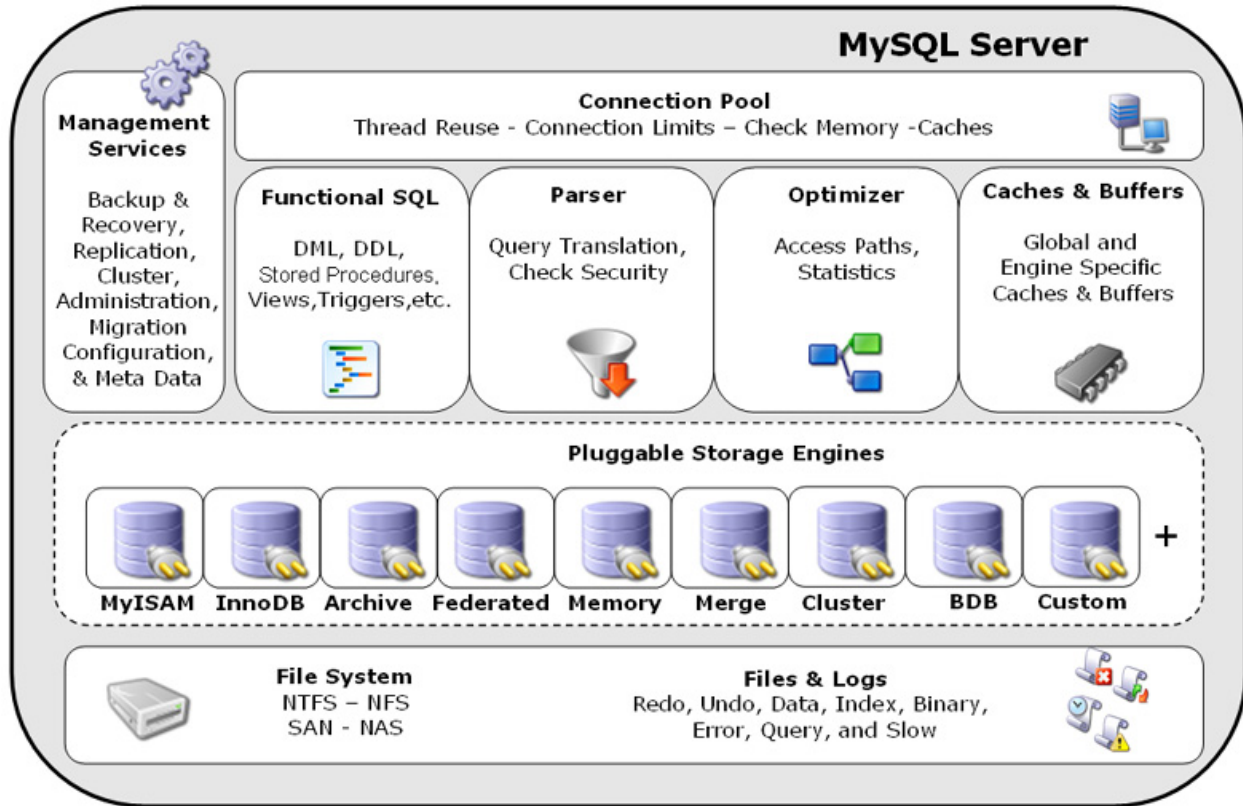 MySQL Server
Management
Services
Backup &
Recovery,
Replication,
Cluster,
Administration,
Migration
Configuration,
& Meta Data
Connection Pool
Thread Reuse - Connection Limits – Check Memory -Caches
Functional SQL
DML, DDL,
Stored Procedures,
Views,Triggers,etc.
Parser
Query Translation,
Check Security
Optimizer
Access Paths,
Statistics
Caches & Buffers
Global and
Engine Specific
Caches & Buffers
Pluggable Storage Engines
MyISAM InnoDB Archive Federated Memory Merge Cluster BDB Custom +
File System
NTFS – NFS
SAN - NAS
Files & Logs
Redo, Undo, Data, Index, Binary,
Error, Query, and Slow